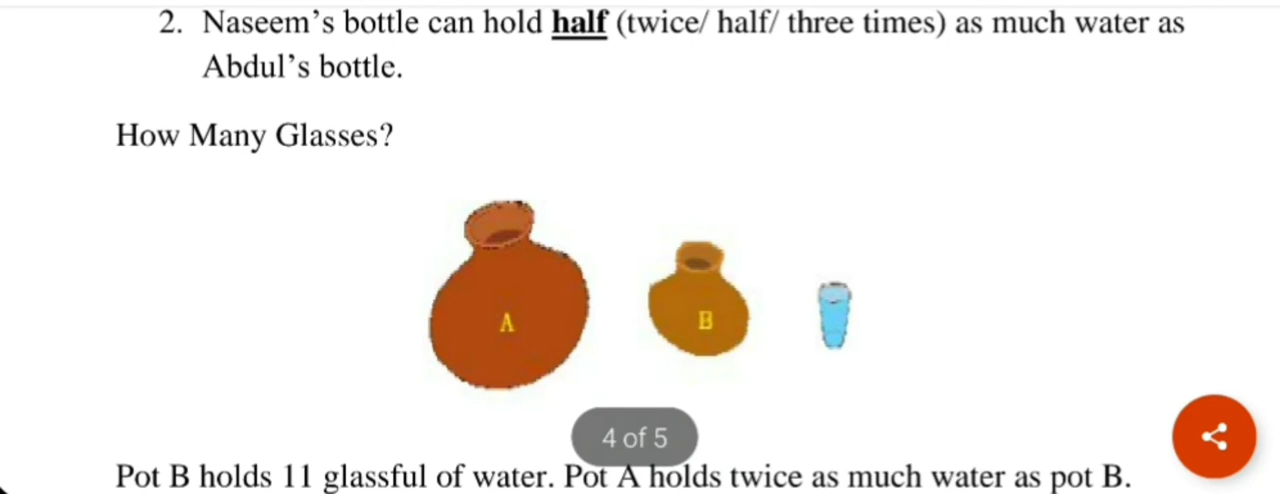 2. Naseem's bottle can hold half (twice/ half/ three times) as much water as
Abdul's bottle.
How Many Glasses?
A
B
4 of 5
Pot B holds 11 glassful of water. Pot A holds twice as much water as pot B.